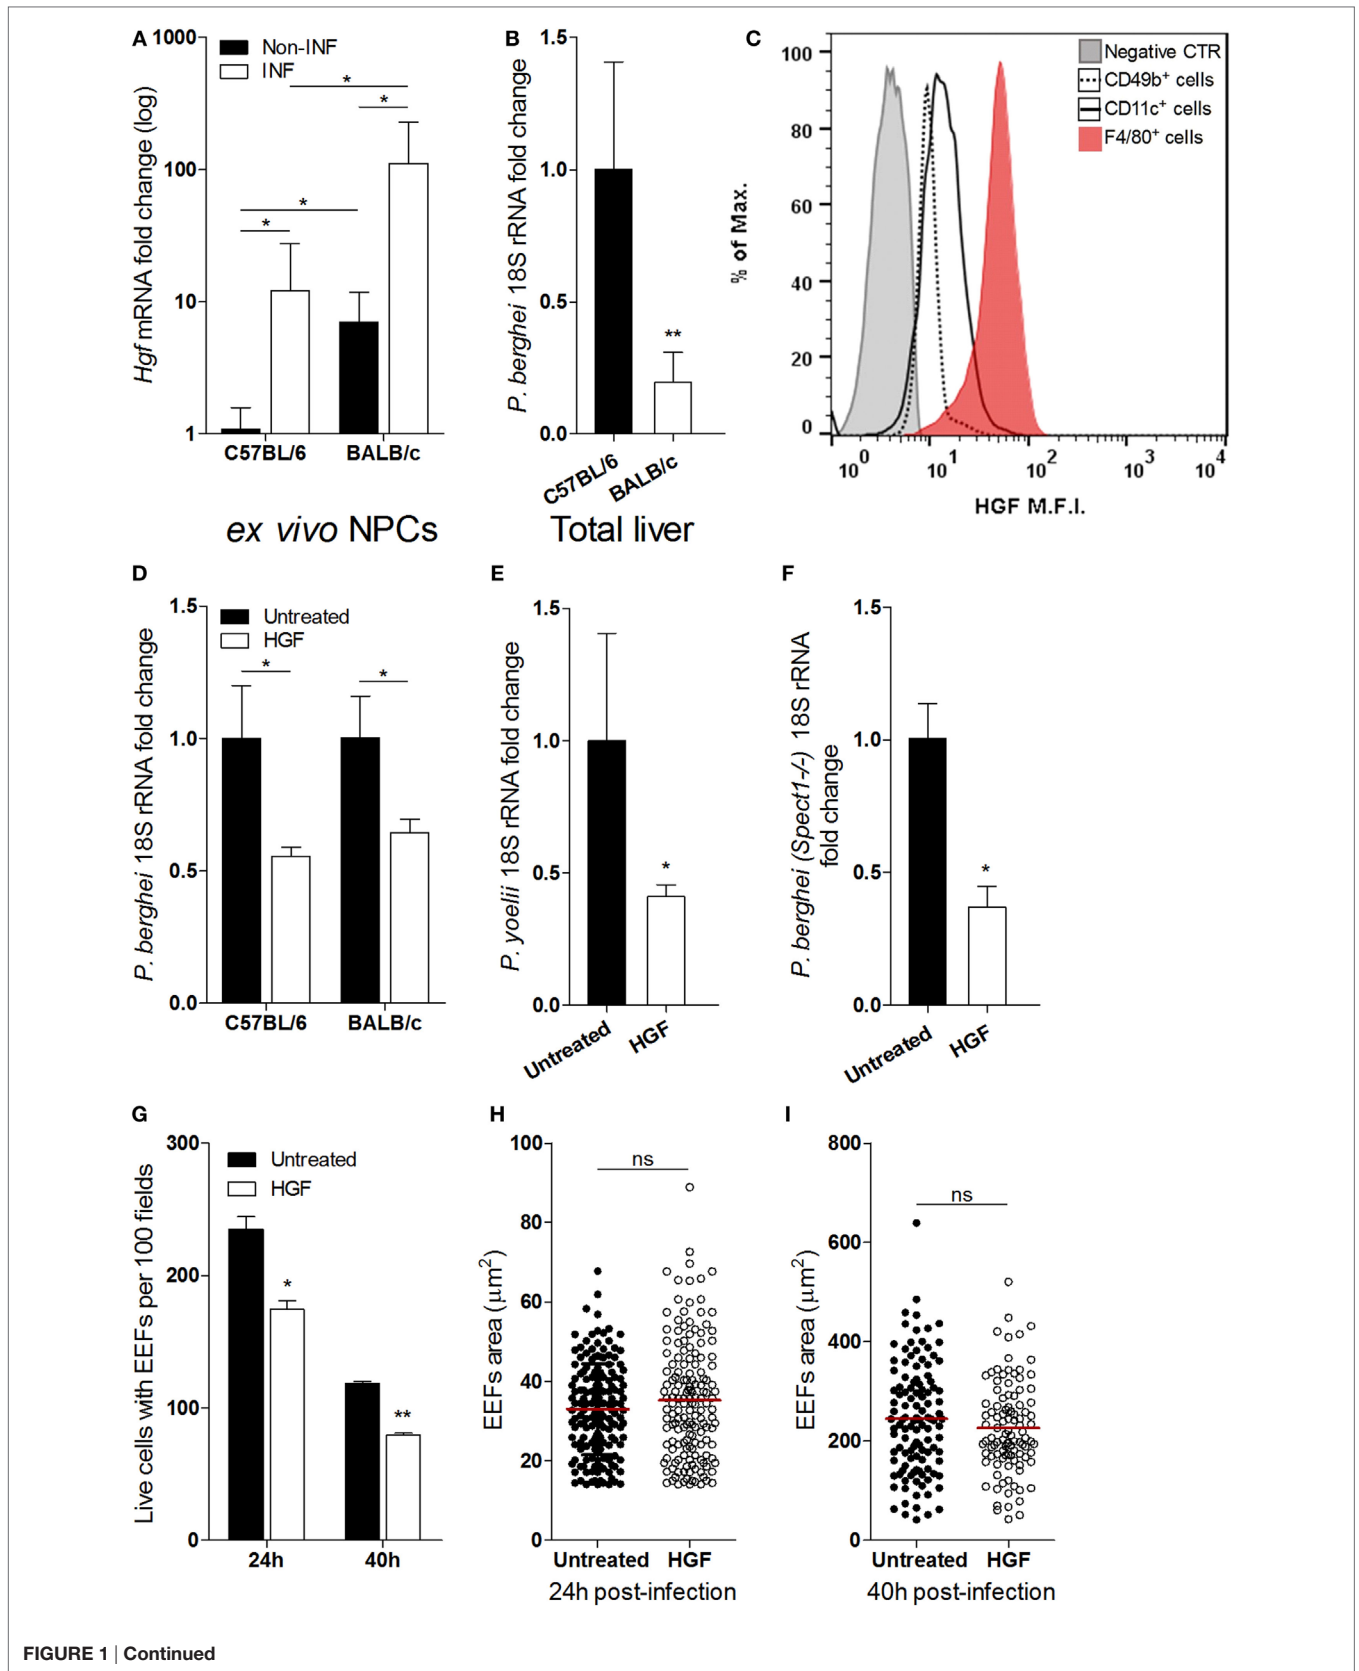 A
1000
100
10
1
Hgf mRNA fold change (log)
Non-INF
INF
*
*
*
*
C57BL/6
BALB/c
ex vivo NPCs
B
1.5
1.0
0.5
0.0
P. berghei 18S rRNA fold change
**
C57BL/6
BALB/c
Total liver
C
100
80
60
40
20
0
% of Max.
Negative CTR
CD49b+ cells
CD11c+ cells
F4/80+ cells
10^0
10^1
10^2
10^3
10^4
HGF M.F.I.
D
1.5
1.0
0.5
0.0
P. berghei 18S rRNA fold change
Untreated
HGF
*
*
C57BL/6
BALB/c
E
1.5
1.0
0.5
0.0
P. yoelii 18S rRNA fold change
*
Untreated
HGF
F
1.5
1.0
0.5
0.0
P. berghei (Spect1-/-) 18S rRNA
fold change
*
Untreated
HGF
G
300
200
100
0
Live cells with EEFs per 100 fields
Untreated
HGF
*
**
24h
40h
H
100
80
60
40
20
0
EEFs area (μm²)
ns
Untreated
HGF
24h post-infection
I
800
600
400
200
0
EEFs area (μm²)
ns
Untreated
HGF
40h post-infection
FIGURE 1 | Continued